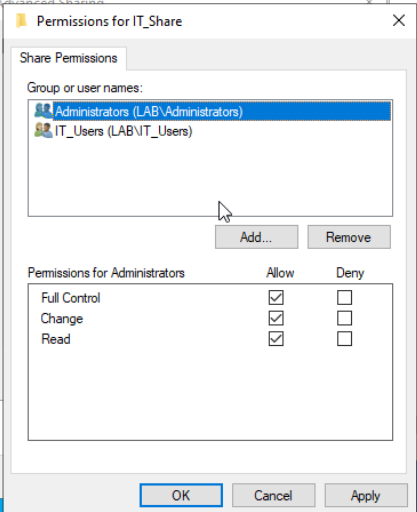 Permissions for IT_Share
Share Permissions
Group or user names:
Administrators (LAB\Administrators)
IT_Users (LAB\IT_Users)
Add...
Remove
Permissions for Administrators Allow Deny
Full Control
Change
Read
OK Cancel Apply